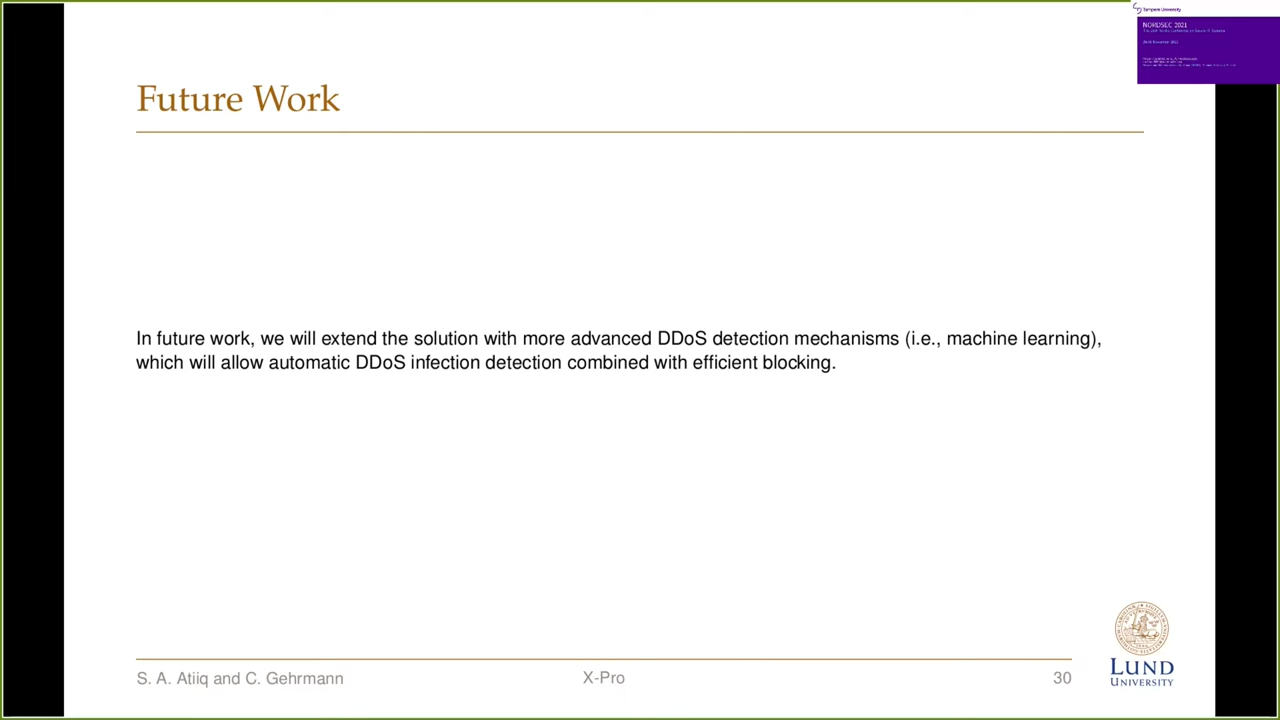 Tampere University
NORDSEC 2021
Future Work
In future work, we will extend the solution with more advanced DDoS detection mechanisms (i.e., machine learning),
which will allow automatic DDoS infection detection combined with efficient blocking.
S. A. Atiiq and C. Gehrmann
X-Pro
30
LUND
UNIVERSITY